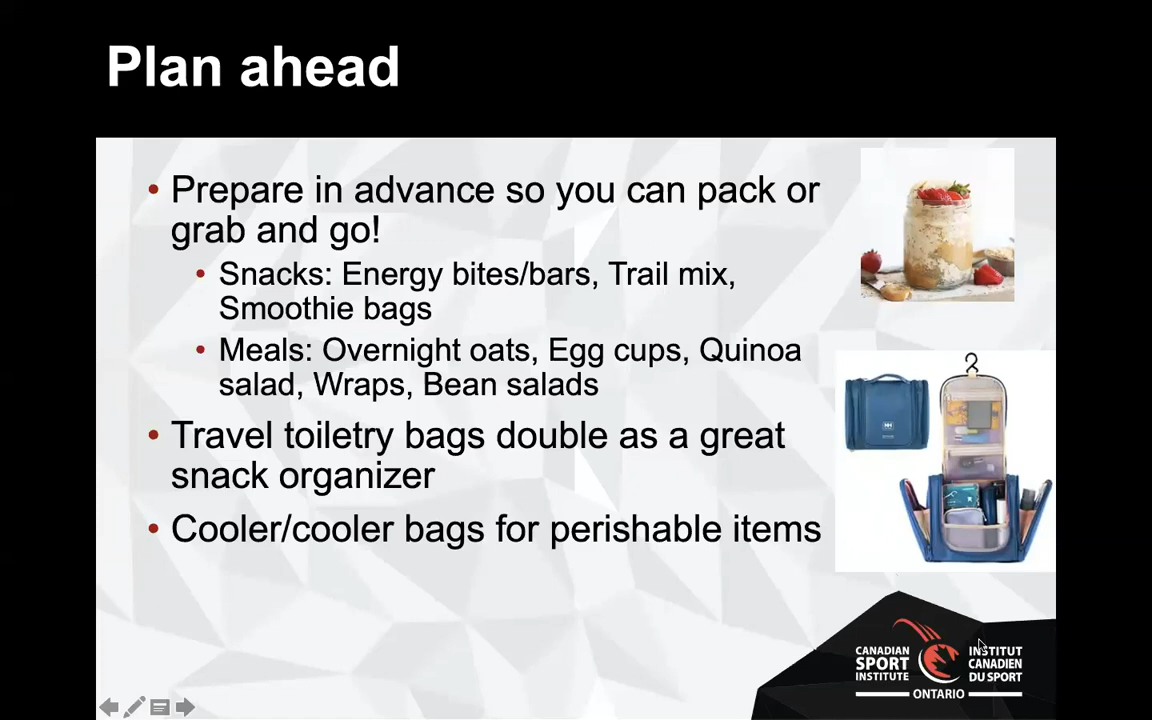 Plan ahead
• Prepare in advance so you can pack or
grab and go!
• Snacks: Energy bites/bars, Trail mix,
Smoothie bags
• Meals: Overnight oats, Egg cups, Quinoa
salad, Wraps, Bean salads
• Travel toiletry bags double as a great
snack organizer
• Cooler/cooler bags for perishable items
CANADIAN
SPORT
INSTITUTE
INSTITUT
CANADIEN
DU SPORT
ONTARIO